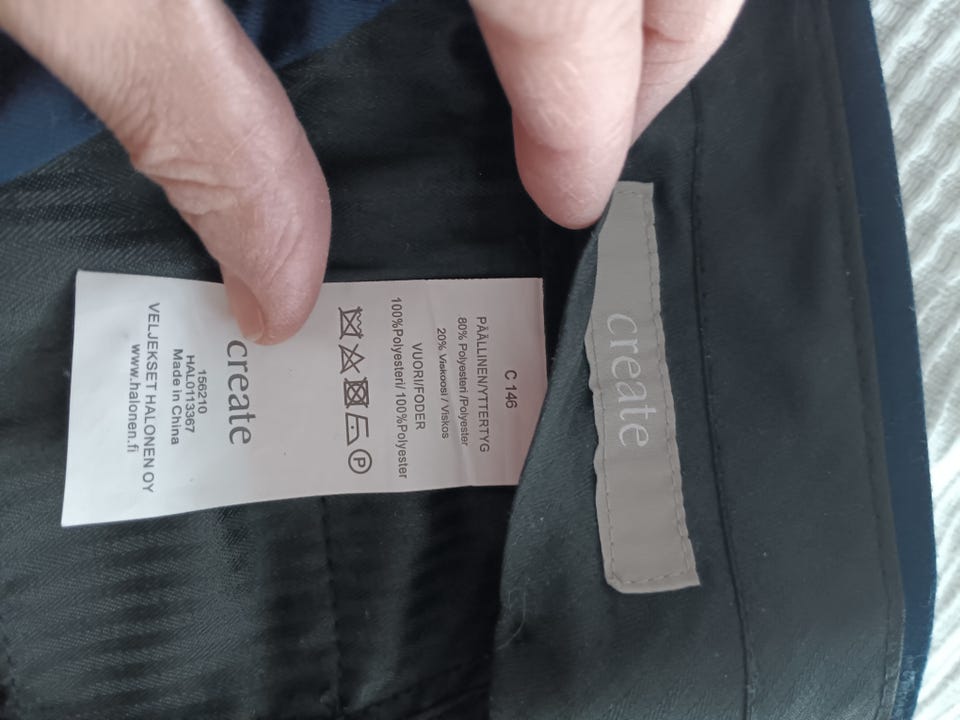 C 146
PÄÄLLINEN/YTTERTYG
80% Polyesteri /Polyester
20% Viskoosi / Viskos
VUORI/FODER
100%Polyesteri/100%Polyester
P
create
156210
HAL0113367
Made in China
VELJEKSET HALONEN OY
www.halonen.fi
create